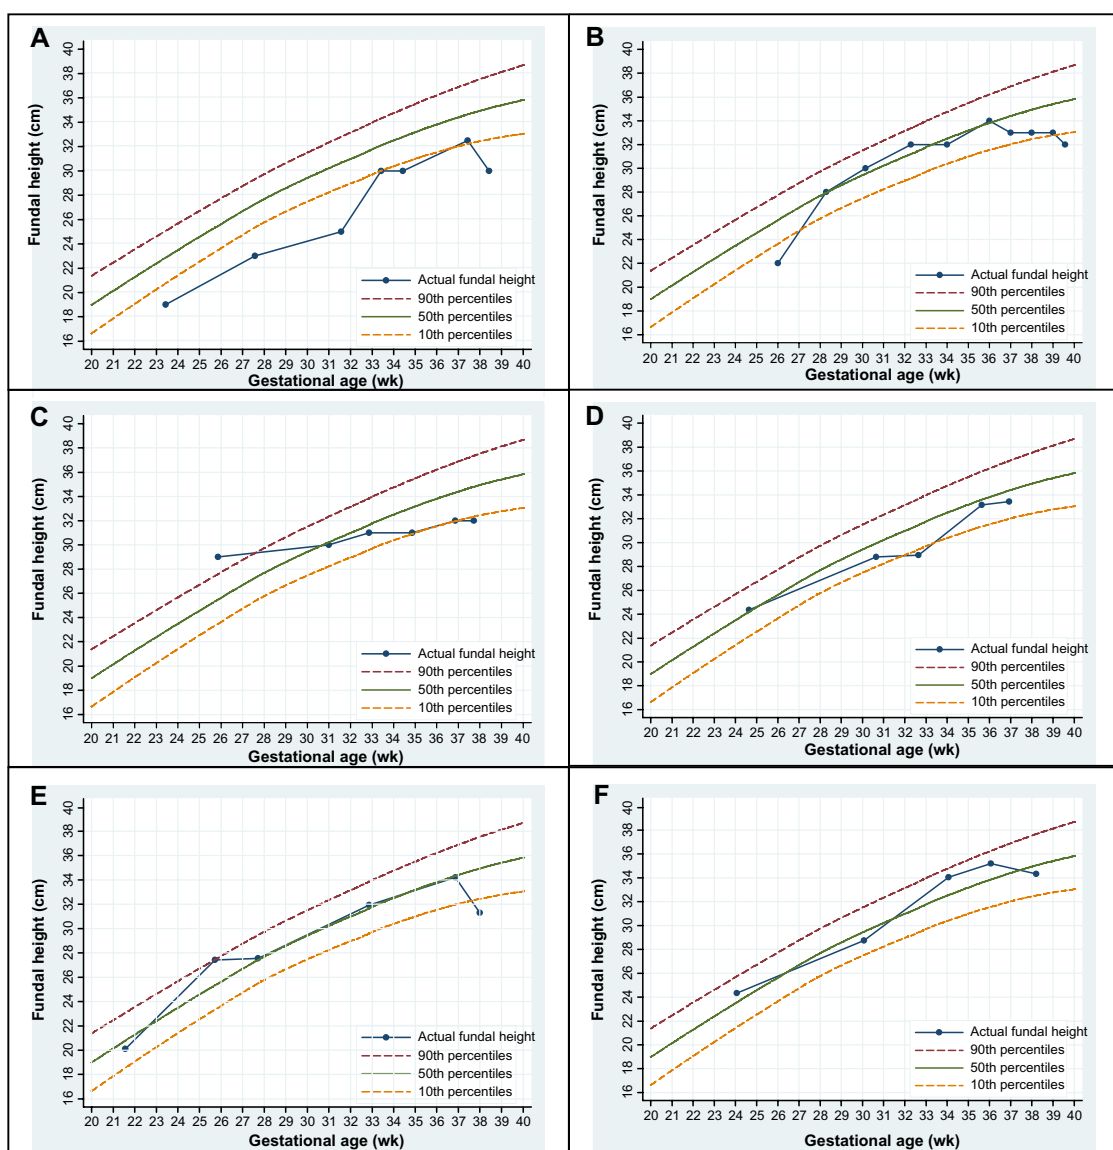 A
Fundal height (cm)
40
38
36
34
32
30
28
26
24
22
20
18
16
Actual fundal height
90th percentiles
50th percentiles
10th percentiles
20 21 22 23 24 25 26 27 28 29 30 31 32 33 34 35 36 37 38 39 40
Gestational age (wk)
B
Fundal height (cm)
40
38
36
34
32
30
28
26
24
22
20
18
16
Actual fundal height
90th percentiles
50th percentiles
10th percentiles
20 21 22 23 24 25 26 27 28 29 30 31 32 33 34 35 36 37 38 39 40
Gestational age (wk)
C
Fundal height (cm)
40
38
36
34
32
30
28
26
24
22
20
18
16
Actual fundal height
90th percentiles
50th percentiles
10th percentiles
20 21 22 23 24 25 26 27 28 29 30 31 32 33 34 35 36 37 38 39 40
Gestational age (wk)
D
Fundal height (cm)
40
38
36
34
32
30
28
26
24
22
20
18
16
Actual fundal height
90th percentiles
50th percentiles
10th percentiles
20 21 22 23 24 25 26 27 28 29 30 31 32 33 34 35 36 37 38 39 40
Gestational age (wk)
E
Fundal height (cm)
40
38
36
34
32
30
28
26
24
22
20
18
16
Actual fundal height
90th percentiles
50th percentiles
10th percentiles
20 21 22 23 24 25 26 27 28 29 30 31 32 33 34 35 36 37 38 39 40
Gestational age (wk)
F
Fundal height (cm)
40
38
36
34
32
30
28
26
24
22
20
18
16
Actual fundal height
90th percentiles
50th percentiles
10th percentiles
20 21 22 23 24 25 26 27 28 29 30 31 32 33 34 35 36 37 38 39 40
Gestational age (wk)